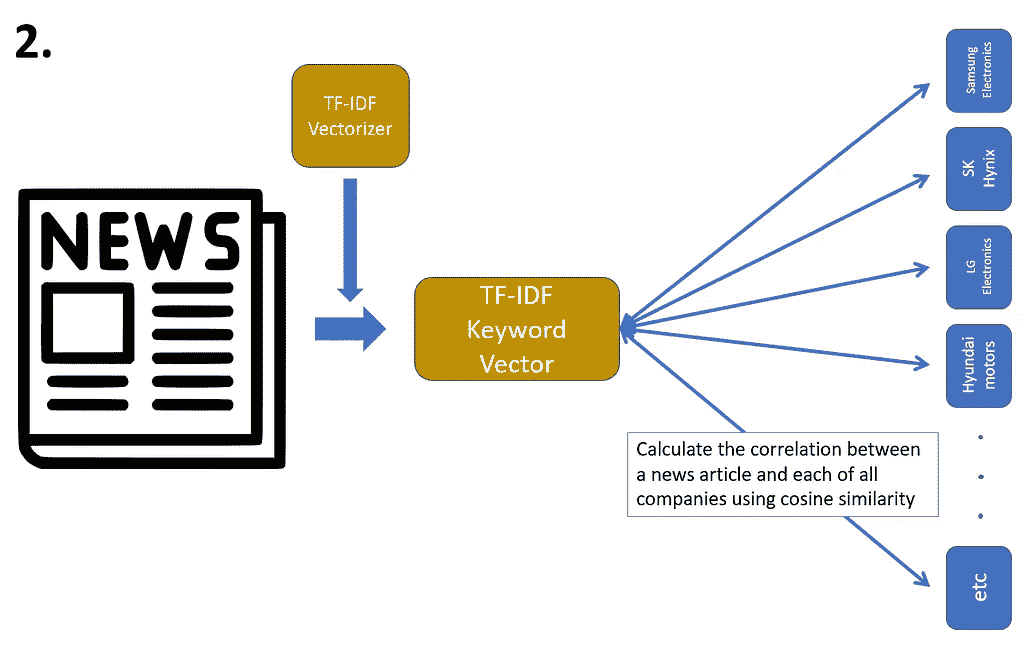 2.
TF-IDF
Vectorizer
NEWS
TF-IDF
Keyword
Vector
Samsung
Electronics
SK
Hynix
LG
Electronics
Hyundai
motors
Calculate the correlation between
a news article and each of all
companies using cosine similarity
etc